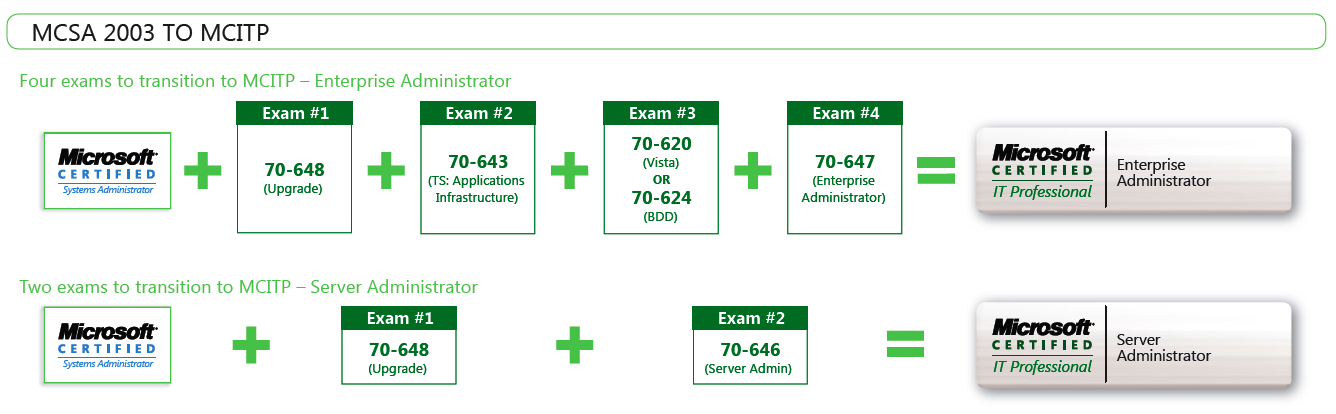 MCSA 2003 TO MCITP
Four exams to transition to MCITP – Enterprise Administrator
Exam #1
70-648
(Upgrade)
Exam #2
70-643
(TS: Applications
Infrastructure)
Exam #3
70-620
(Vista)
OR
70-624
(BDD)
Exam #4
70-647
(Enterprise
Administrator)
Microsoft
CERTIFIED
Systems Administrator
+
+
+
+
=
Microsoft
CERTIFIED
IT Professional
Enterprise
Administrator
Two exams to transition to MCITP – Server Administrator
Microsoft
CERTIFIED
Systems Administrator
+
Exam #1
70-648
(Upgrade)
+
Exam #2
70-646
(Server Admin)
=
Microsoft
CERTIFIED
IT Professional
Server
Administrator